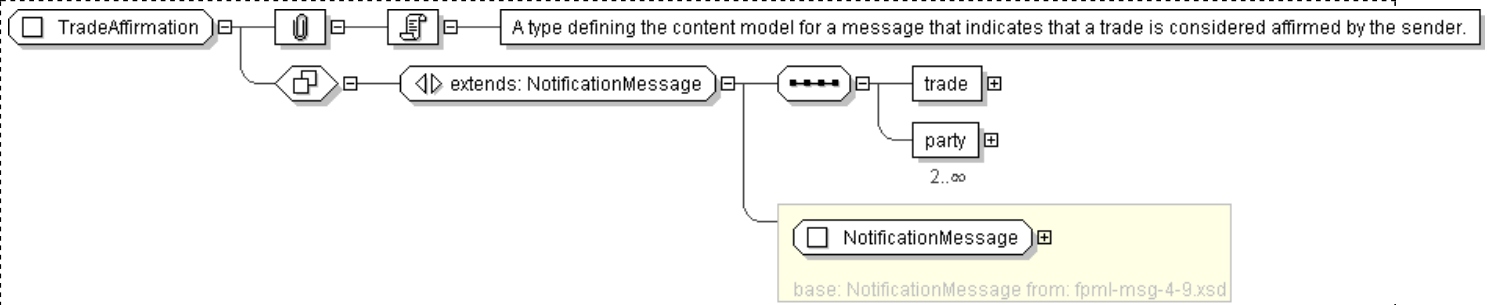 TradeAffirmation
A type defining the content model for a message that indicates that a trade is considered affirmed by the sender.
extends: NotificationMessage
trade
party
2..∞
NotificationMessage
base: NotificationMessage from: fpml-msg-4-9.xsd